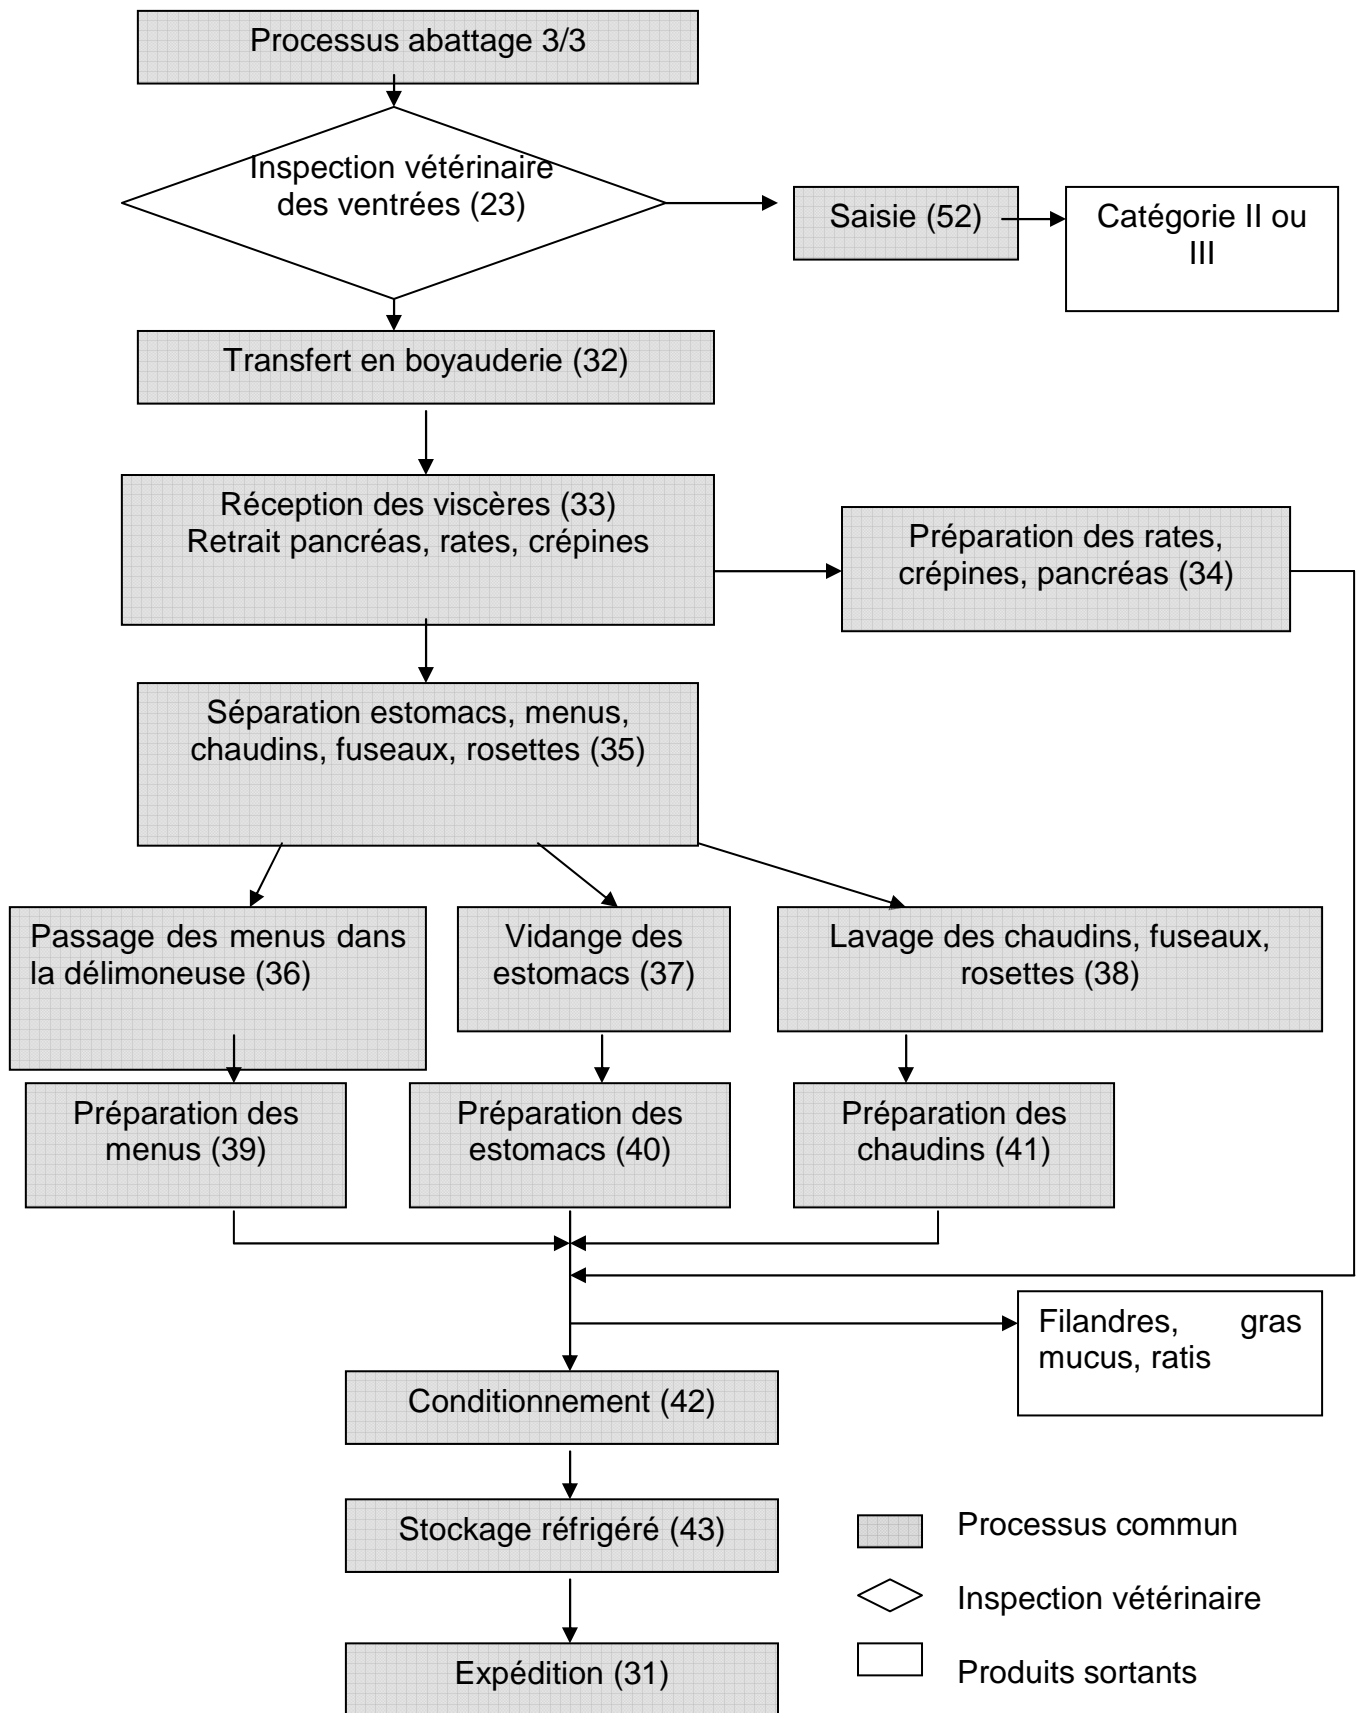 Processus abattage 3/3
Inspection vétérinaire
des ventrées (23)
Saisie (52)
Catégorie II ou
III
Transfert en boyauderie (32)
Réception des viscères (33)
Retrait pancréas, rates, crépines
Préparation des rates,
crépines, pancréas (34)
Séparation estomacs, menus,
chaudins, fuseaux, rosettes (35)
Passage des menus dans
la délimoneuse (36)
Vidange des
estomacs (37)
Lavage des chaudins, fuseaux,
rosettes (38)
Préparation des
menus (39)
Préparation des
estomacs (40)
Préparation des
chaudins (41)
Filandres, gras
mucus, ratis
Conditionnement (42)
Stockage réfrigéré (43)
Expédition (31)
Processus commun
Inspection vétérinaire
Produits sortants